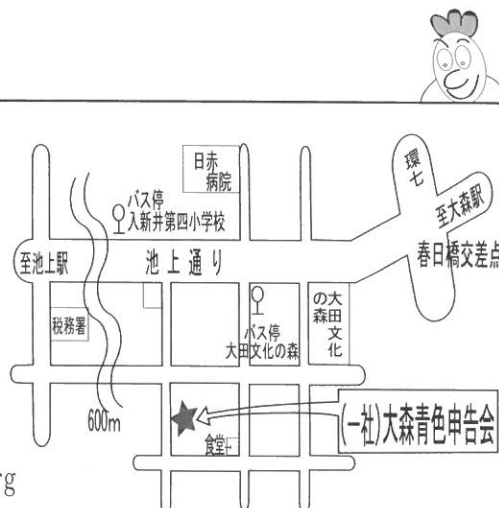 日赤
病院
環七
バス停
入新井第四小学校
至大森駅
至池上駅
池上通り
春日橋交差点
税務署
バス停
大田文化の森
大田文化
の森
600m
(一社)大森青色申告会
食堂